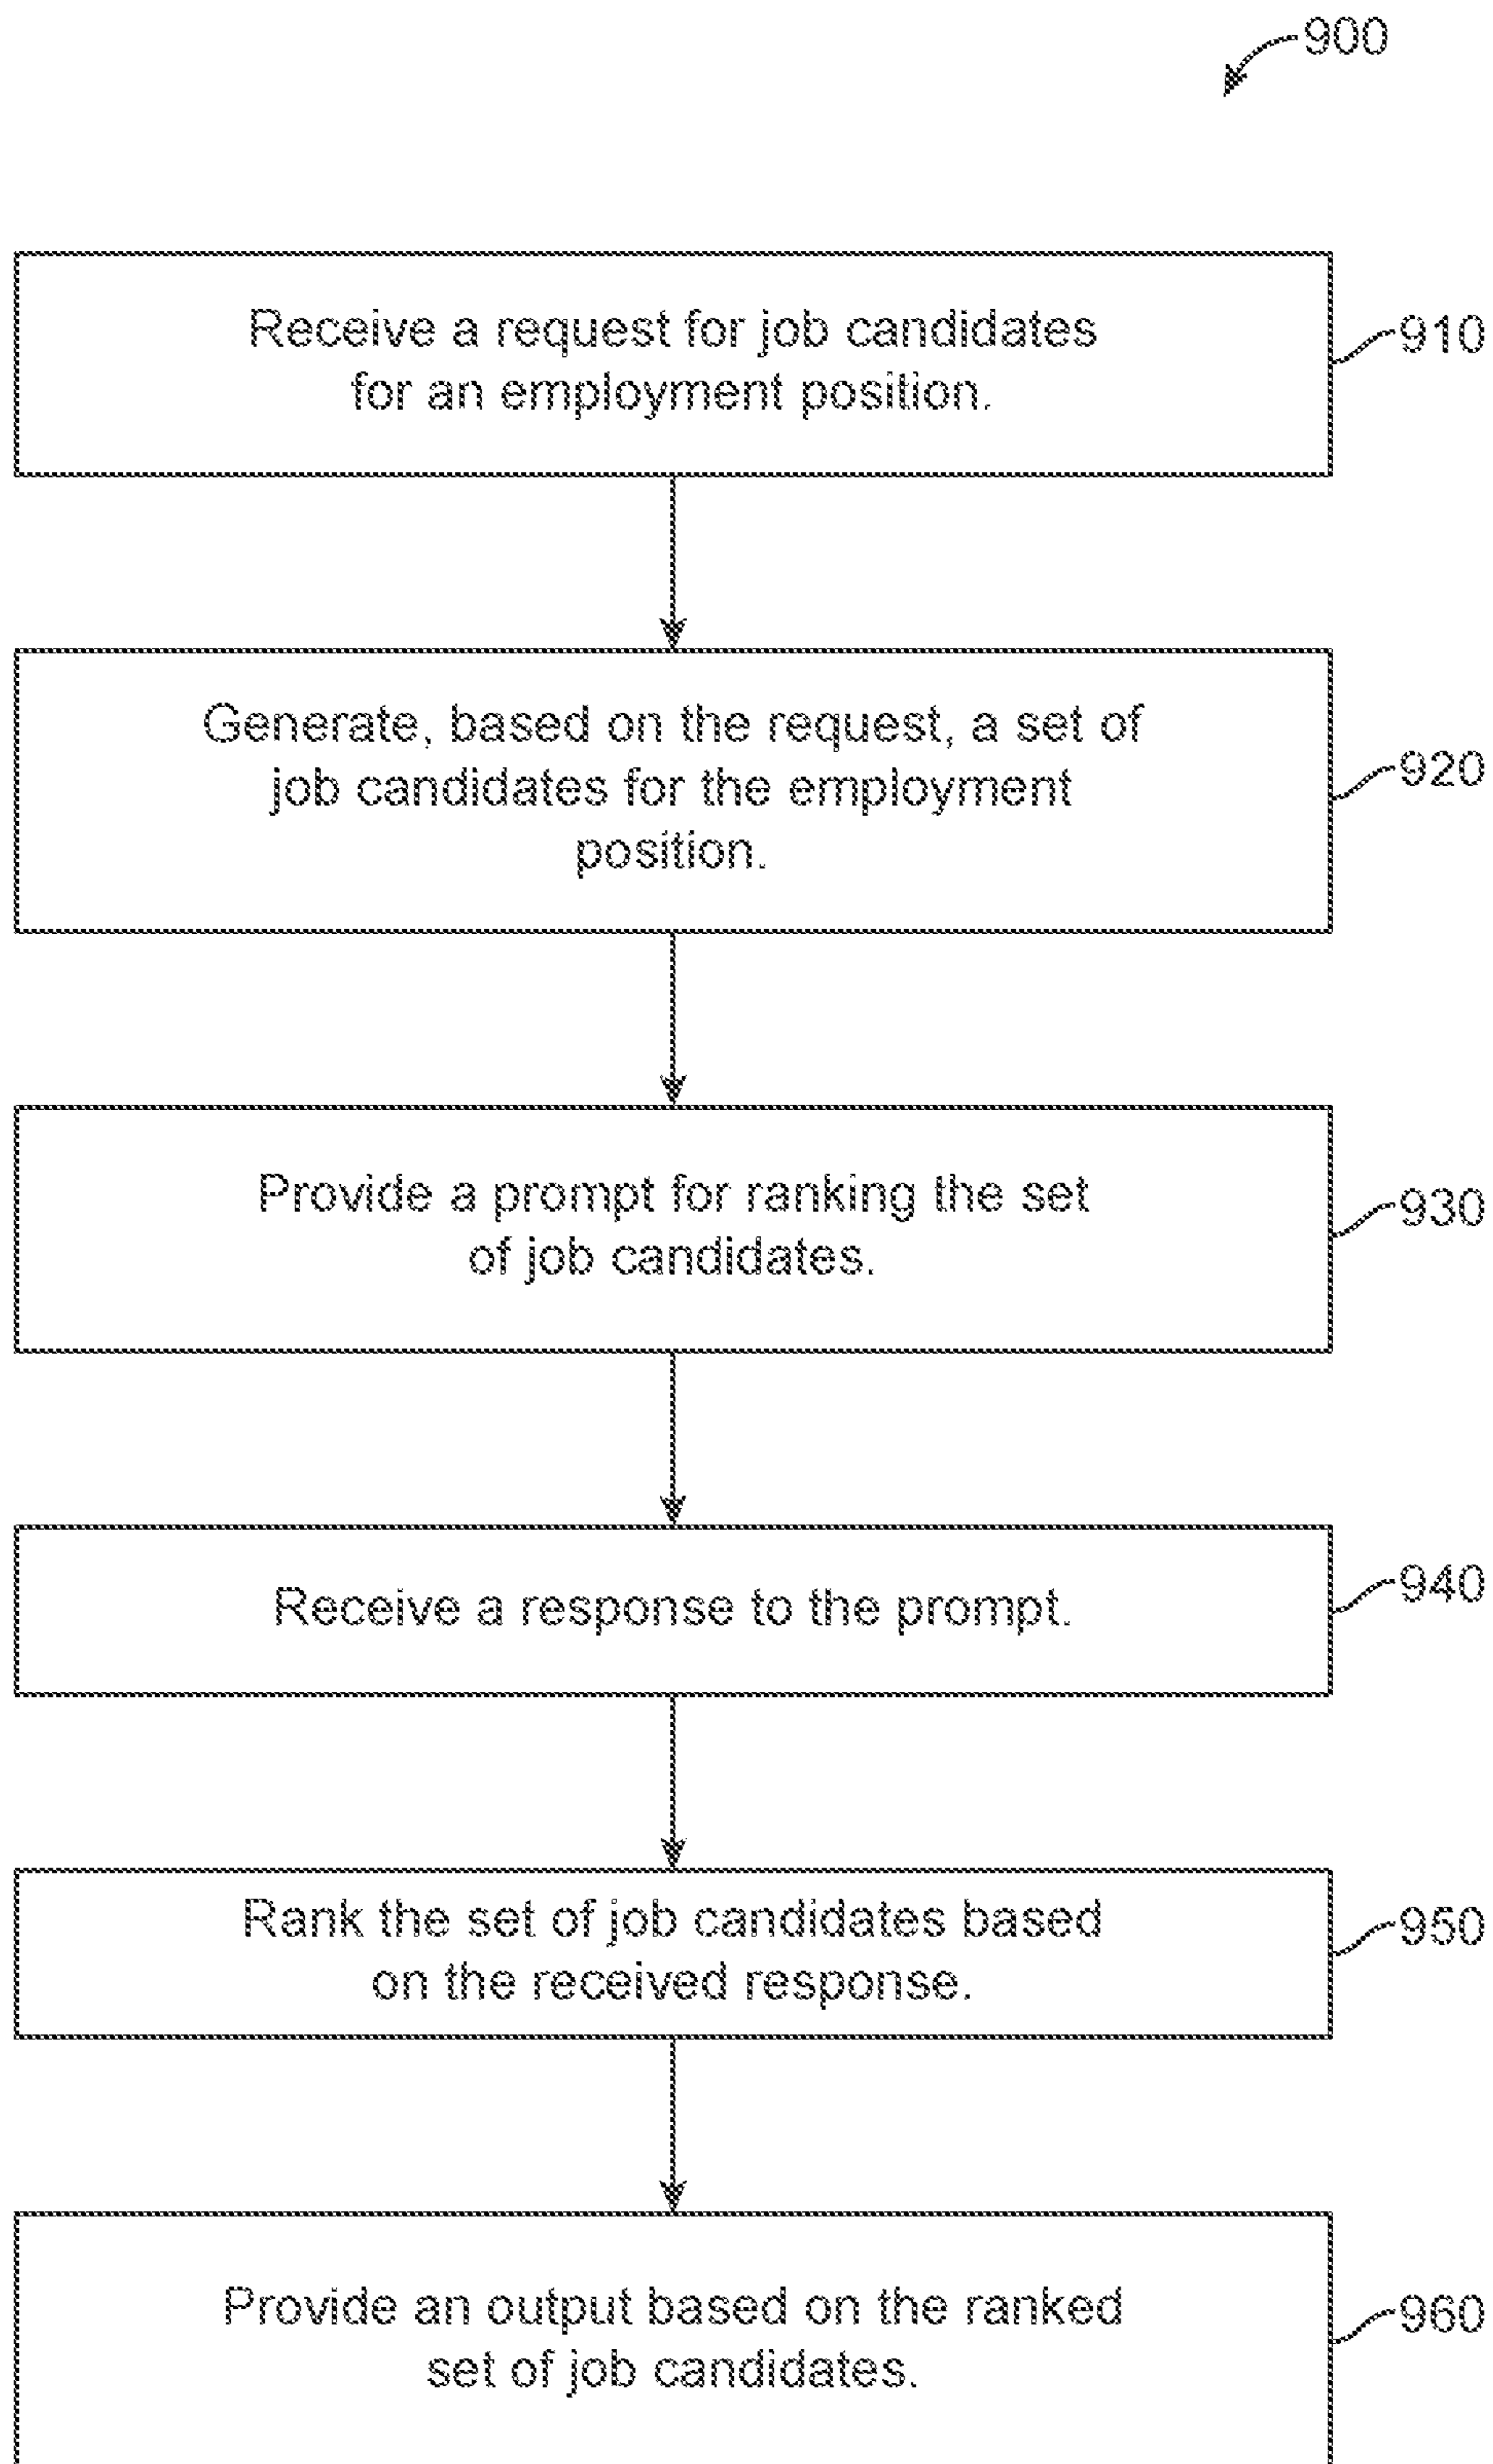 900
Receive a request for job candidates
for an employment position.
910
Generate, based on the request, a set of
job candidates for the employment
position.
920
Provide a prompt for ranking the set
of job candidates.
930
Receive a response to the prompt.
940
Rank the set of job candidates based
on the received response.
950
Provide an output based on the ranked
set of job candidates.
960